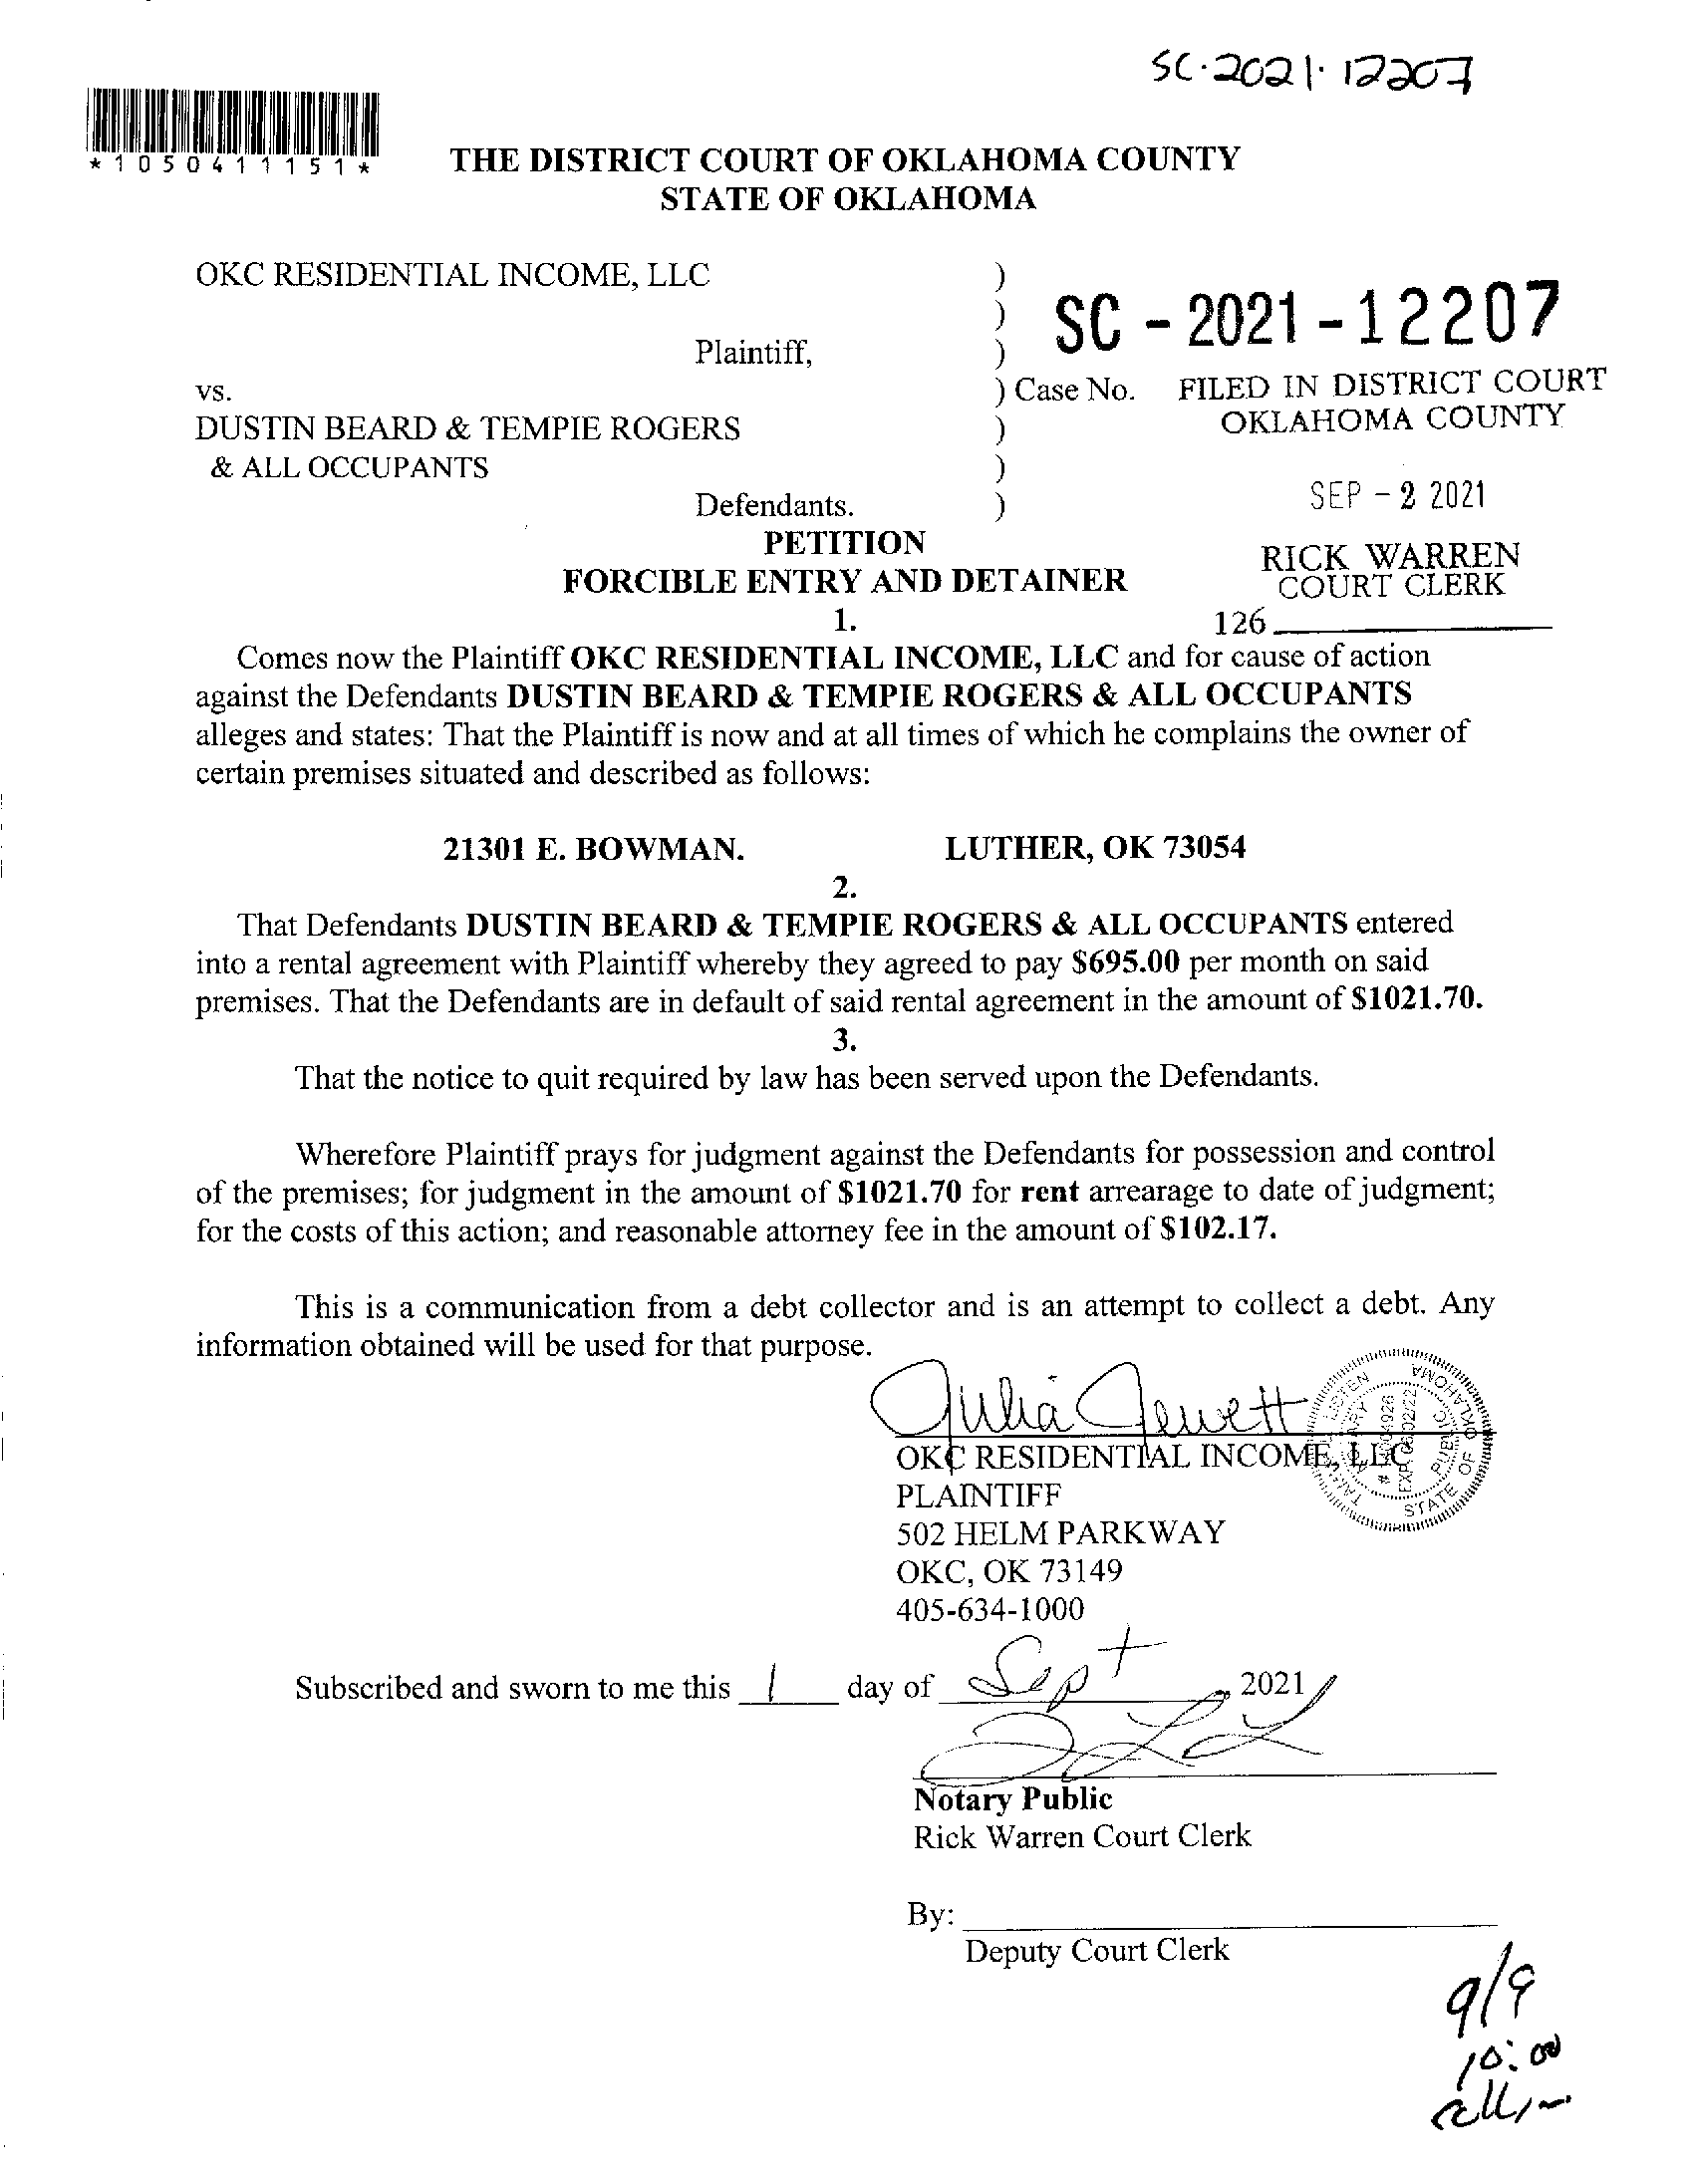 SC·2021·12207
*1050411151*
THE DISTRICT COURT OF OKLAHOMA COUNTY
STATE OF OKLAHOMA
OKC RESIDENTIAL INCOME, LLC )
)
Plaintiff, )
SC - 2021 - 12207
vs. ) Case No.
FILED IN DISTRICT COURT
OKLAHOMA COUNTY
DUSTIN BEARD & TEMPIE ROGERS )
& ALL OCCUPANTS )
Defendants. )
SEP - 2 2021
RICK WARREN
COURT CLERK
126
PETITION
FORCIBLE ENTRY AND DETAINER
1.
Comes now the Plaintiff OKC RESIDENTIAL INCOME, LLC and for cause of action
against the Defendants DUSTIN BEARD & TEMPIE ROGERS & ALL OCCUPANTS
alleges and states: That the Plaintiff is now and at all times of which he complains the owner of
certain premises situated and described as follows:
21301 E. BOWMAN. LUTHER, OK 73054
2.
That Defendants DUSTIN BEARD & TEMPIE ROGERS & ALL OCCUPANTS entered
into a rental agreement with Plaintiff whereby they agreed to pay $695.00 per month on said
premises. That the Defendants are in default of said rental agreement in the amount of $1021.70.
3.
That the notice to quit required by law has been served upon the Defendants.
Wherefore Plaintiff prays for judgment against the Defendants for possession and control
of the premises; for judgment in the amount of $1021.70 for rent arrearage to date of judgment;
for the costs of this action; and reasonable attorney fee in the amount of $102.17.
This is a communication from a debt collector and is an attempt to collect a debt. Any
information obtained will be used for that purpose.
Julia Jewett
OKC RESIDENTIAL INCOME, LLC
PLAINTIFF
502 HELM PARKWAY
OKC, OK 73149
405-634-1000
PUBLIC
STATE OF OKLAHOMA
Subscribed and sworn to me this 1 day of Sept, 2021
Notary Public
Rick Warren Court Clerk
By:
Deputy Court Clerk
9/9
10:00